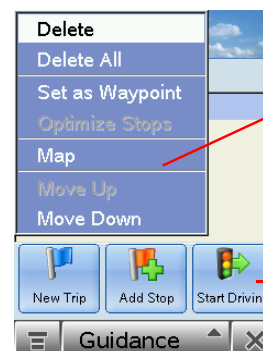 Delete
Delete All
Set as Waypoint
Optimize Stops
Map
Move Up
Move Down
New Trip
Add Stop
Start Drivin
Guidance